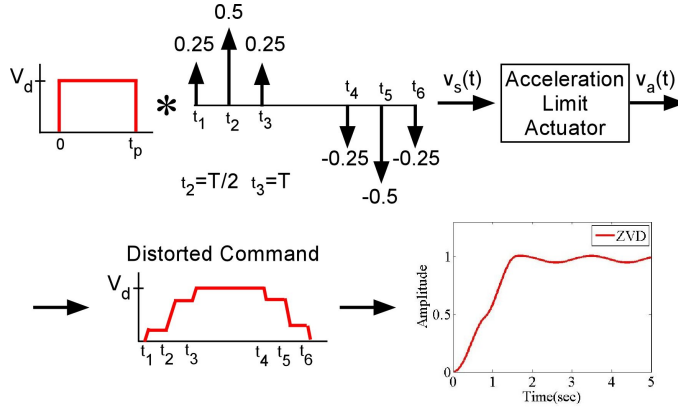 0.5
0.25 0.25
V_d
*
0 t_p
t_1 t_2 t_3 t_4 t_5 t_6
-0.25 -0.5 -0.25
t_2=T/2 t_3=T
v_s(t)
Acceleration
Limit
Actuator
v_a(t)
Distorted Command
V_d
t_1 t_2 t_3 t_4 t_5 t_6
ZVD
Amplitude
1
0.5
0
0 1 2 3 4 5
Time(sec)